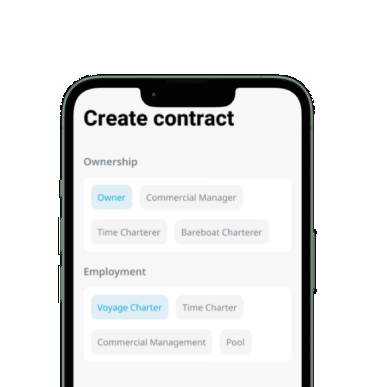 Create contract
Ownership
Owner Commercial Manager
Time Charterer Bareboat Charterer
Employment
Voyage Charter Time Charter
Commercial Management Pool